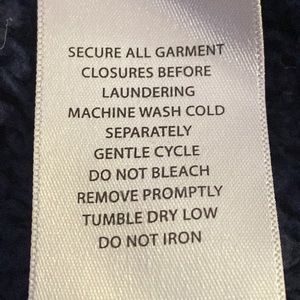 SECURE ALL GARMENT
CLOSURES BEFORE
LAUNDERING
MACHINE WASH COLD
SEPARATELY
GENTLE CYCLE
DO NOT BLEACH
REMOVE PROMPTLY
TUMBLE DRY LOW
DO NOT IRON